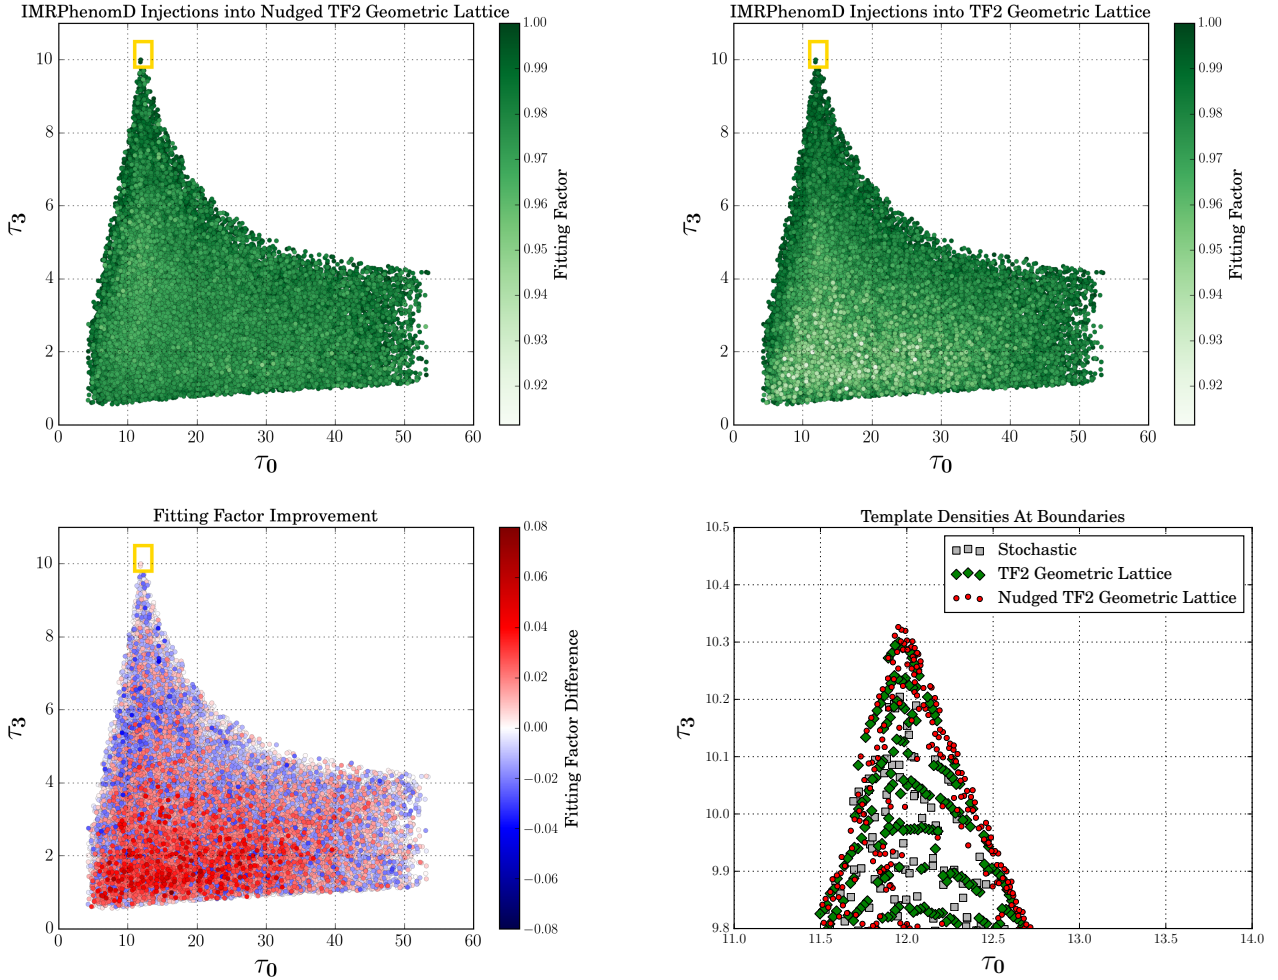 IMRPhenomD Injections into Nudged TF2 Geometric Lattice
10
8
6
4
2
0
τ3
0 10 20 30 40 50 60
τ0
1.00
0.99
0.98
0.97
0.96
0.95
0.94
0.93
0.92
Fitting Factor
IMRPhenomD Injections into TF2 Geometric Lattice
10
8
6
4
2
0
τ3
0 10 20 30 40 50 60
τ0
1.00
0.99
0.98
0.97
0.96
0.95
0.94
0.93
0.92
Fitting Factor
Fitting Factor Improvement
10
8
6
4
2
0
τ3
0 10 20 30 40 50 60
τ0
0.08
0.06
0.04
0.02
0.00
−0.02
−0.04
−0.06
−0.08
Fitting Factor Difference
Template Densities At Boundaries
Stochastic
TF2 Geometric Lattice
Nudged TF2 Geometric Lattice
10.5
10.4
10.3
10.2
10.1
10.0
9.9
9.8
τ3
11.0 11.5 12.0 12.5 13.0 13.5 14.0
τ0